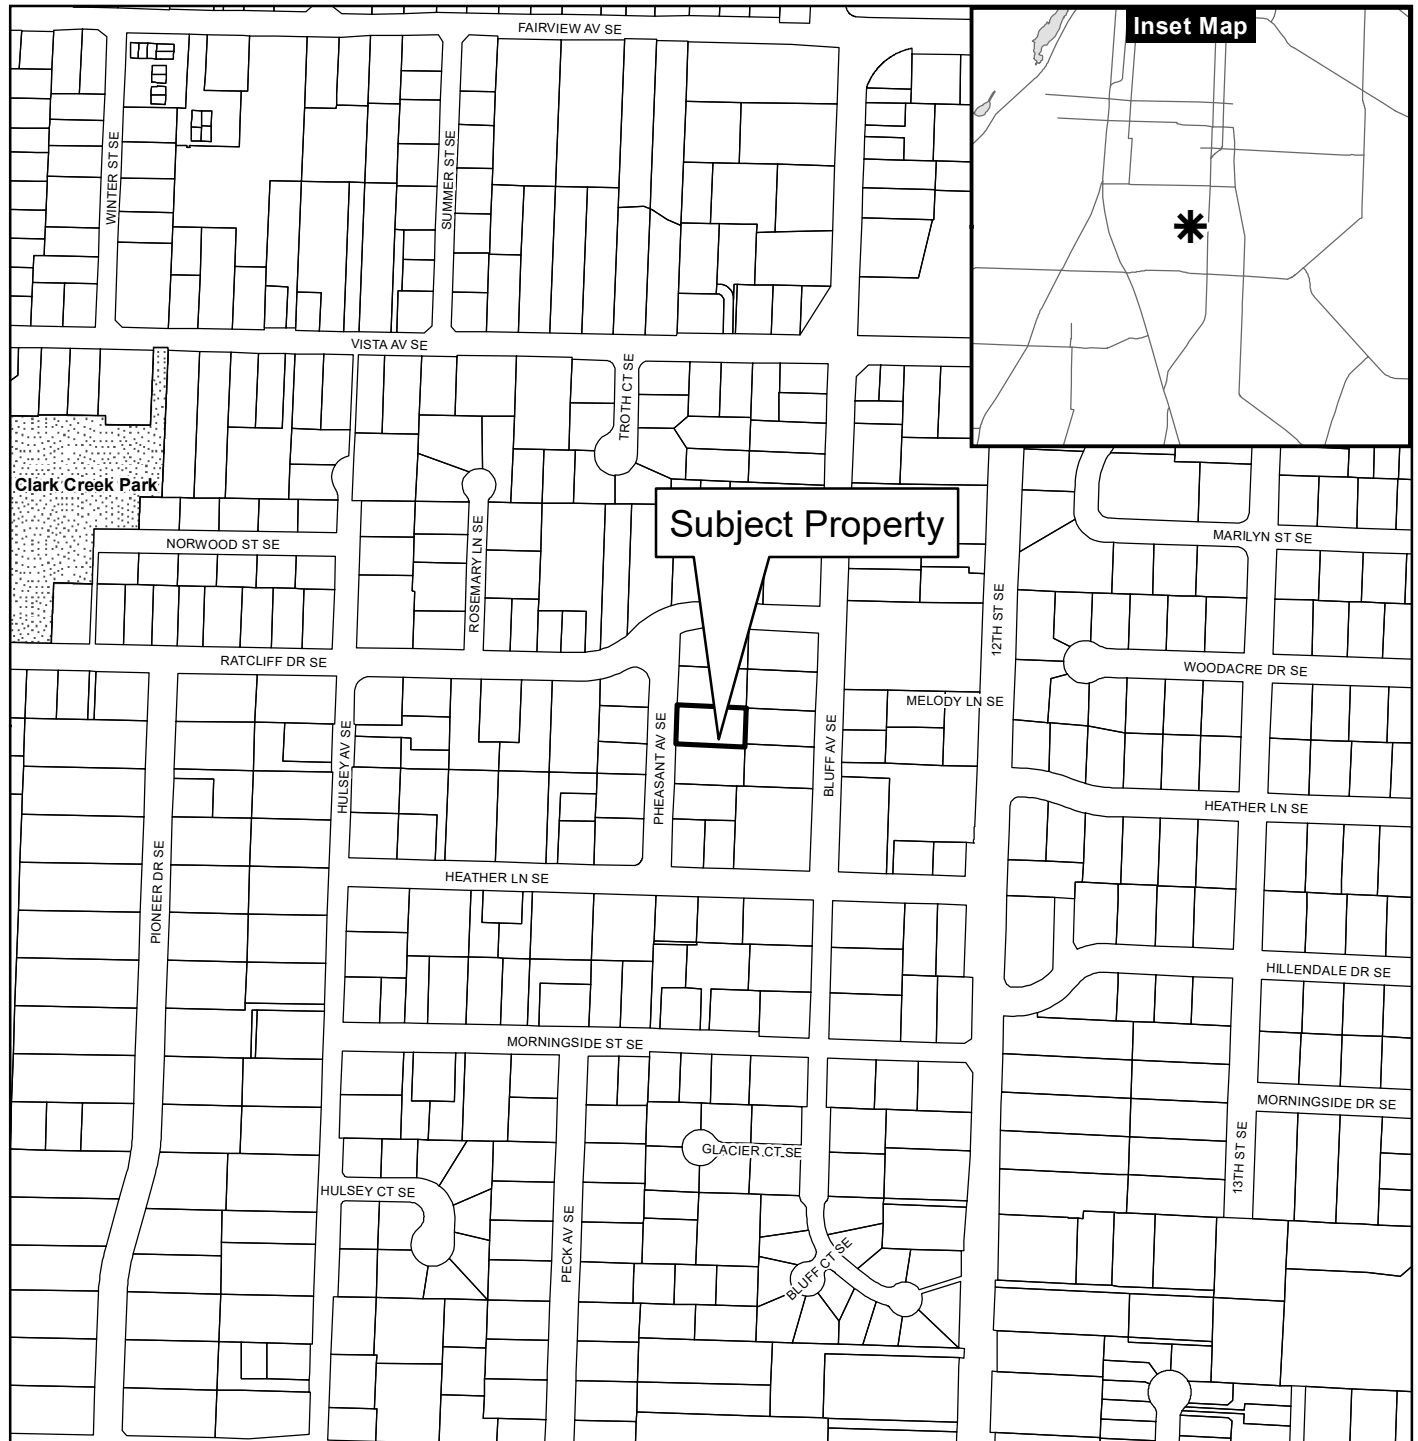 FAIRVIEW AV SE
Inset Map
WINTER ST SE
SUMMER ST SE
VISTA AV SE
TROTH CT SE
Clark Creek Park
Subject Property
NORWOOD ST SE
ROSEMARY LN SE
MARILYN ST SE
12TH ST SE
RATCLIFF DR SE
WOODACRE DR SE
MELODY LN SE
HULSEY AV SE
PHEASANT AV SE
BLUFF AV SE
HEATHER LN SE
PIONEER DR SE
HEATHER LN SE
HILLENDALE DR SE
MORNINGSIDE ST SE
MORNINGSIDE DR SE
GLACIER CT SE
13TH ST SE
HULSEY CT SE
PECK AV SE
BLUFF CT SE